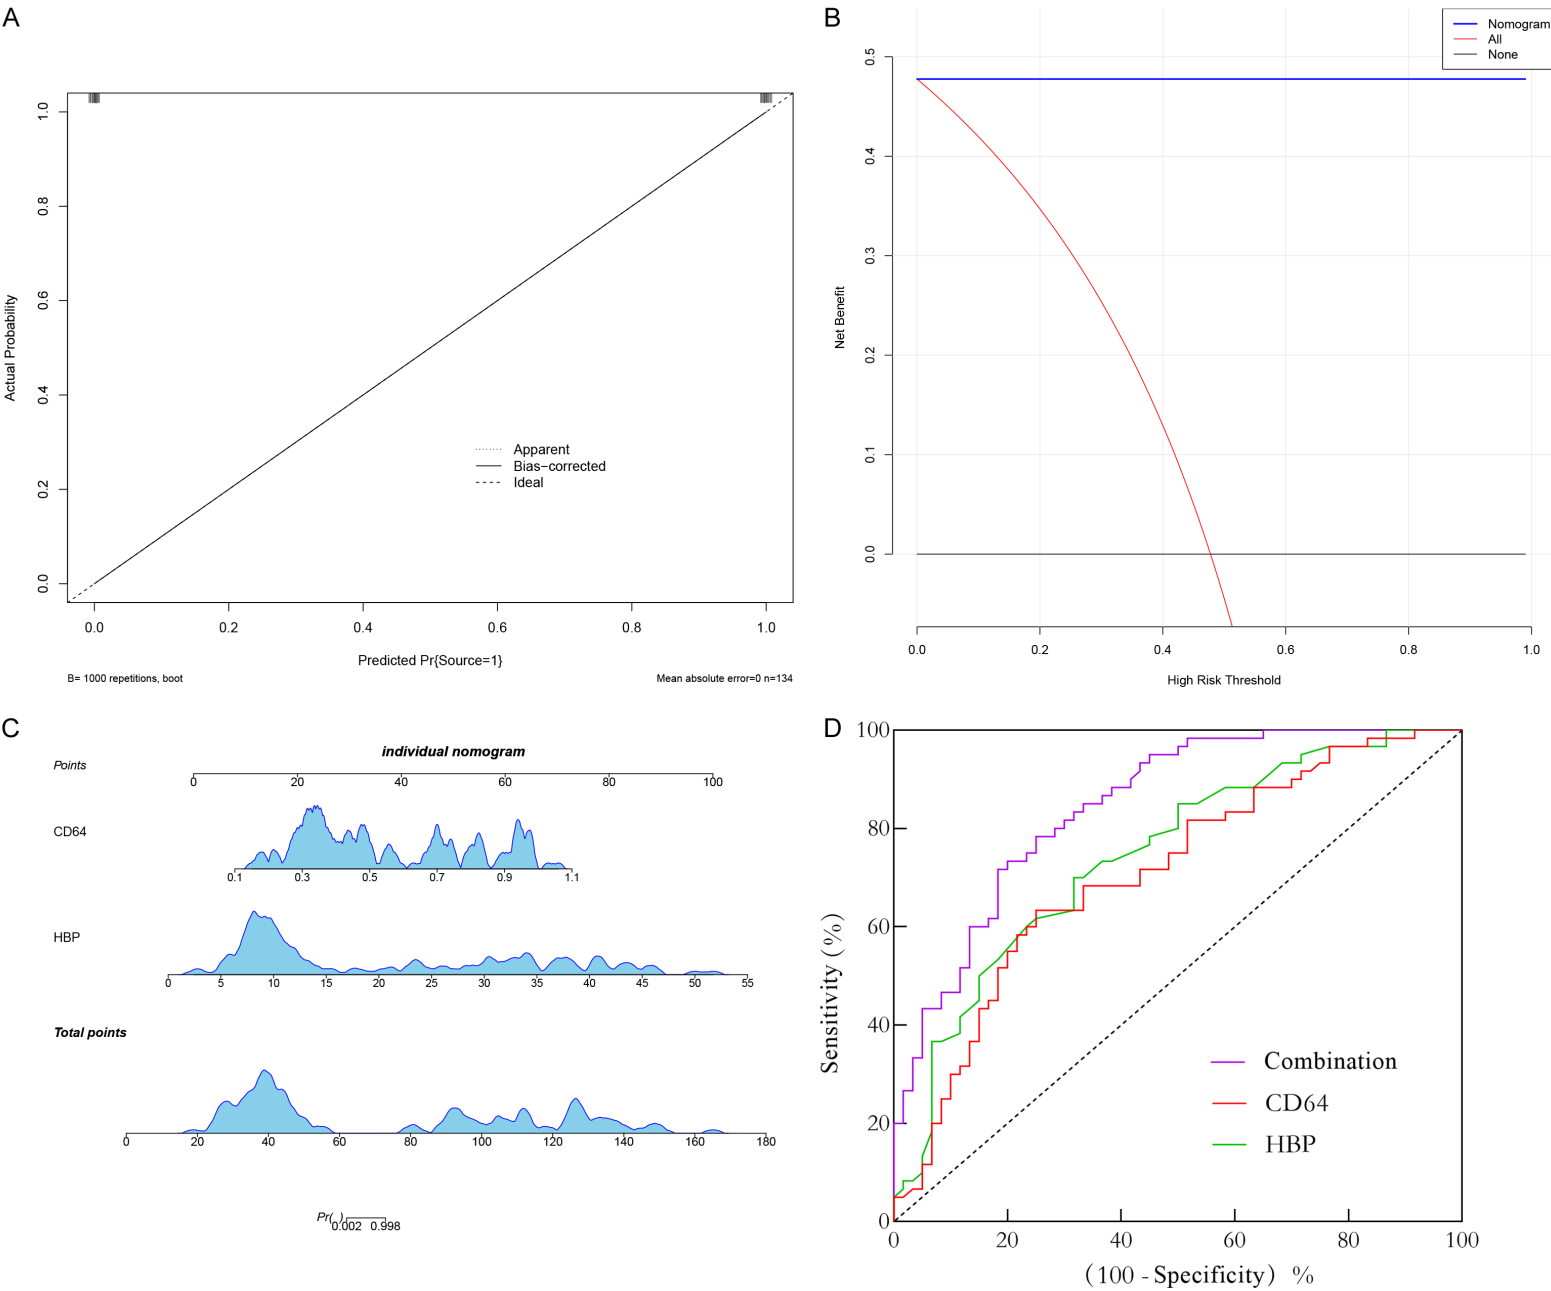 A
1.0
0.8
0.6
0.4
0.2
0.0
Actual Probability
Apparent
Bias−corrected
Ideal
0.0 0.2 0.4 0.6 0.8 1.0
Predicted Pr{Source=1}
B= 1000 repetitions, boot
Mean absolute error=0 n=134
B
Nomogram
All
None
0.5
0.4
0.3
0.2
0.1
0.0
Net Benefit
0.0 0.2 0.4 0.6 0.8 1.0
High Risk Threshold
C
individual nomogram
Points
0 20 40 60 80 100
CD64
0.1 0.3 0.5 0.7 0.9 1.1
HBP
0 5 10 15 20 25 30 35 40 45 50 55
Total points
0 20 40 60 80 100 120 140 160 180
Pr( )
0.002 0.998
D
100
80
60
40
20
0
Sensitivity (%)
Combination
CD64
HBP
0 20 40 60 80 100
(100 - Specificity) %